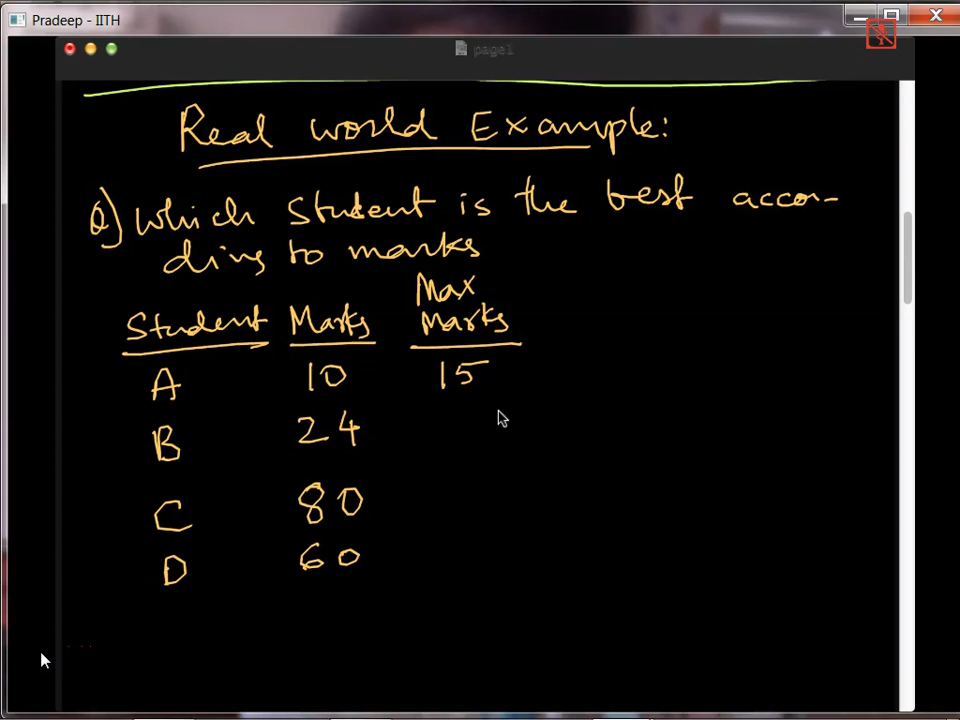 Pradeep - IITH
page1
Real world Example:
Q) Which Student is the best accor-
ding to marks
Student Marks Max Marks
A 10 15
B 24
C 80
D 60